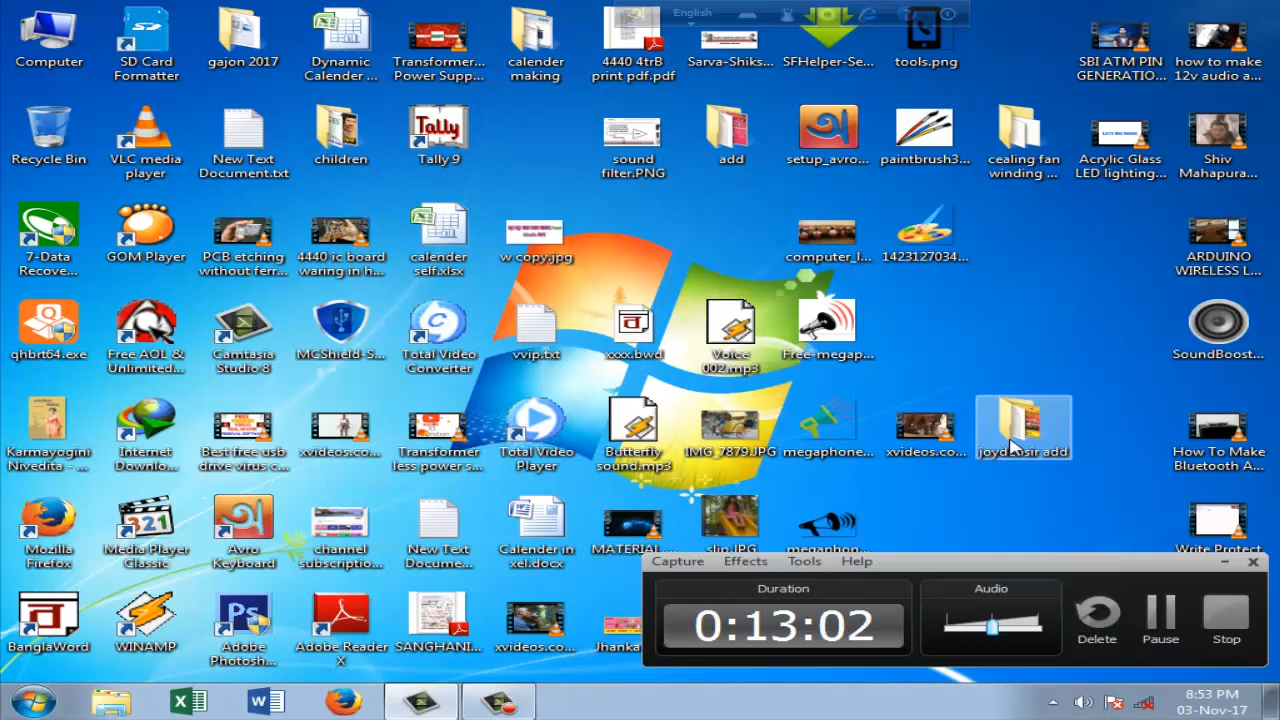 English
Computer
SD Card
Formatter
gajon 2017
Dynamic
Calender ...
Transformer...
Power Supp...
calender
making
4440 4trB
print pdf.pdf
Sarva-Shiks...
SFHelper-Se...
tools.png
SBI ATM PIN
GENERATIO...
how to make
12v audio a...
Recycle Bin
VLC media
player
New Text
Document.txt
children
Tally
Tally 9
sound
filter.PNG
add
setup_avro...
paintbrush3...
cealing fan
winding ...
Acrylic Glass
LED lighting...
Shiv
Mahapura...
7-Data
Recove...
GOM Player
PCB etching
without ferr...
4440 ic board
waring in h...
calender
self.xlsx
w copy.jpg
computer_l...
1423127034...
ARDUINO
WIRELESS L...
qhbrt64.exe
Free AOL &
Unlimited...
Camtasia
Studio 8
MCShield-S...
Total Video
Converter
vvip.txt
xxxx.bwd
Voice
002.mp3
Free-megap...
SoundBoost...
Karmayogini
Nivedita – ...
Internet
Downlo...
Best free usb
drive virus c...
xvideos.co...
Transformer
less power s...
Total Video
Player
Butterfly
sound.mp3
IMG_7879.JPG
megaphone...
xvideos.co...
sir add
How To Make
Bluetooth A...
Mozilla
Firefox
321
Media Player
Classic
Avro
Keyboard
channel
subscriptio...
New Text
Docume...
Calender in
xel.docx
MATERIAL...
slip.JPG
megaphon...
Write Protect
Capture Effects Tools Help
Duration
0:13:02
Audio
Delete
Pause
Stop
BanglaWord
WINAMP
Ps
Adobe
Photosh...
Adobe Reader
X
SANGHANI...
xvideos.co...
Jhanka
8:53 PM
03-Nov-17